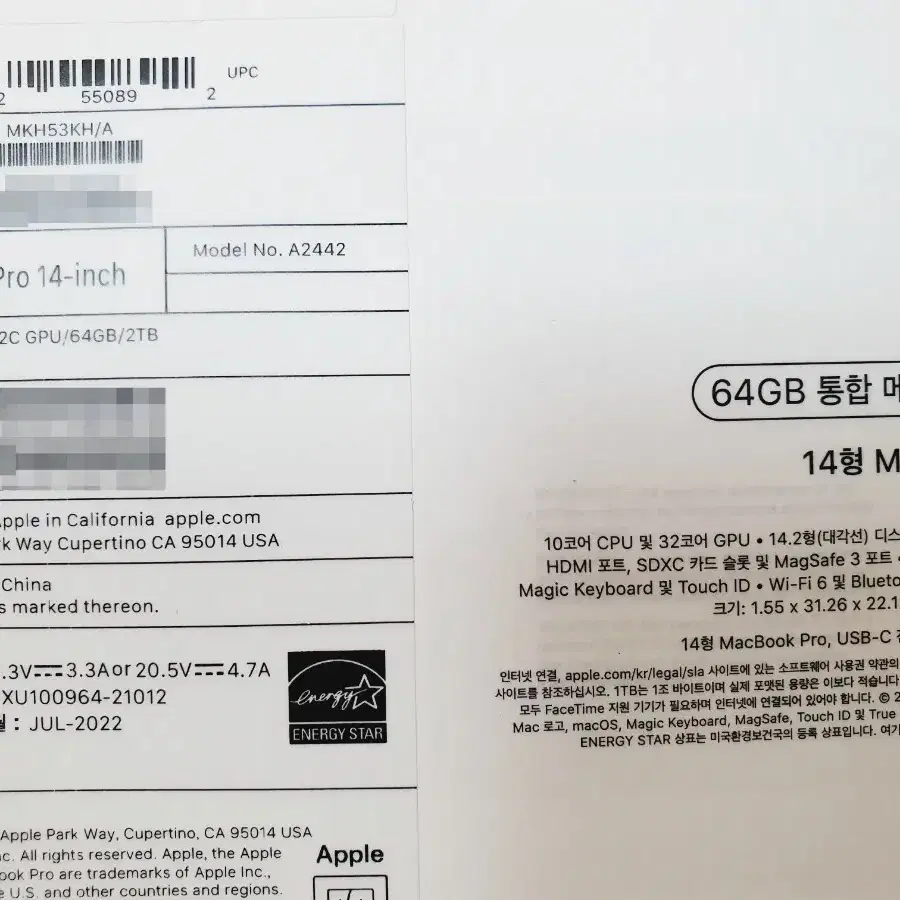 UPC
2 55089 2
MKH53KH/A
Pro 14-inch
Model No. A2442
2C GPU/64GB/2TB
Apple in California apple.com
k Way Cupertino CA 95014 USA
China
s marked thereon.
.3V⎓3.3A or 20.5V⎓4.7A
XU100964-21012
: JUL-2022
energy
ENERGY STAR
Apple Park Way, Cupertino, CA 95014 USA
c. All rights reserved. Apple, the Apple
ook Pro are trademarks of Apple Inc.,
e U.S. and other countries and regions.
Apple
64GB 통합 메
14형 M
10코어 CPU 및 32코어 GPU • 14.2형(대각선) 디스
HDMI 포트, SDXC 카드 슬롯 및 MagSafe 3 포트 •
Magic Keyboard 및 Touch ID • Wi-Fi 6 및 Blueto
크기: 1.55 x 31.26 x 22.1
14형 MacBook Pro, USB-C 전
인터넷 연결, apple.com/kr/legal/sla 사이트에 있는 소프트웨어 사용권 약관의
사이트를 참조하십시오. 1TB는 1조 바이트이며 실제 포맷된 용량은 이보다 적습니다
모두 FaceTime 지원 기기가 필요하며 인터넷에 연결되어 있어야 합니다. © 2
Mac 로고, macOS, Magic Keyboard, MagSafe, Touch ID 및 True
ENERGY STAR 상표는 미국환경보건국의 등록 상표입니다. 여기